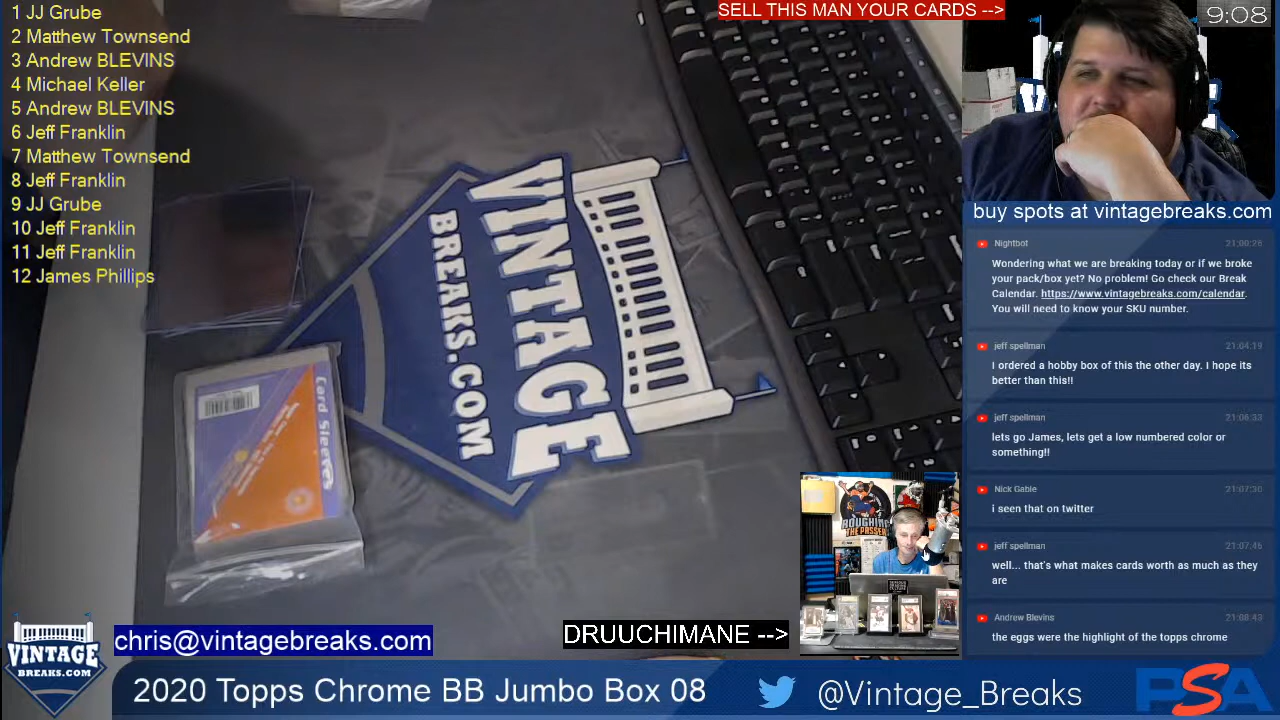 1 JJ Grube
2 Matthew Townsend
3 Andrew BLEVINS
4 Michael Keller
5 Andrew BLEVINS
6 Jeff Franklin
7 Matthew Townsend
8 Jeff Franklin
9 JJ Grube
10 Jeff Franklin
11 Jeff Franklin
12 James Phillips
SELL THIS MAN YOUR CARDS -->
9:08
VINTAGE
BREAKS.COM
Card Sleeves
buy spots at vintagebreaks.com
Nightbot 21:00:26
Wondering what we are breaking today or if we broke
your pack/box yet? No problem! Go check our Break
Calendar. https://www.vintagebreaks.com/calendar.
You will need to know your SKU number.
jeff spellman 21:04:19
I ordered a hobby box of this the other day. I hope its
better than this!!
jeff spellman 21:06:33
lets go James, lets get a low numbered color or
something!!
Nick Gable 21:07:30
i seen that on twitter
jeff spellman 21:07:46
well... that's what makes cards worth as much as they
are
Andrew Blevins 21:08:43
the eggs were the highlight of the topps chrome
ROUGHING
THE PASSER
DRUUCHIMANE -->
chris@vintagebreaks.com
VINTAGE
BREAKS.COM
2020 Topps Chrome BB Jumbo Box 08
@Vintage_Breaks
PSA